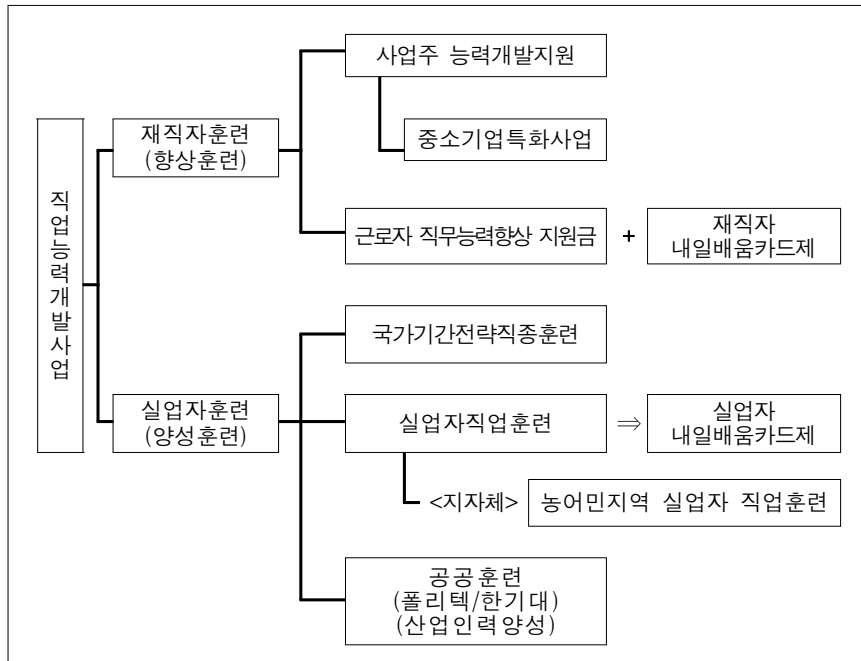 직업능력개발사업
재직자훈련
(향상훈련)
사업주 능력개발지원
중소기업특화사업
근로자 직무능력향상 지원금
+
재직자
내일배움카드제
실업자훈련
(양성훈련)
국가기간전략직종훈련
실업자직업훈련
⇒
실업자
내일배움카드제
<지자체>
농어민지역 실업자 직업훈련
공공훈련
(폴리텍/한기대)
(산업인력양성)